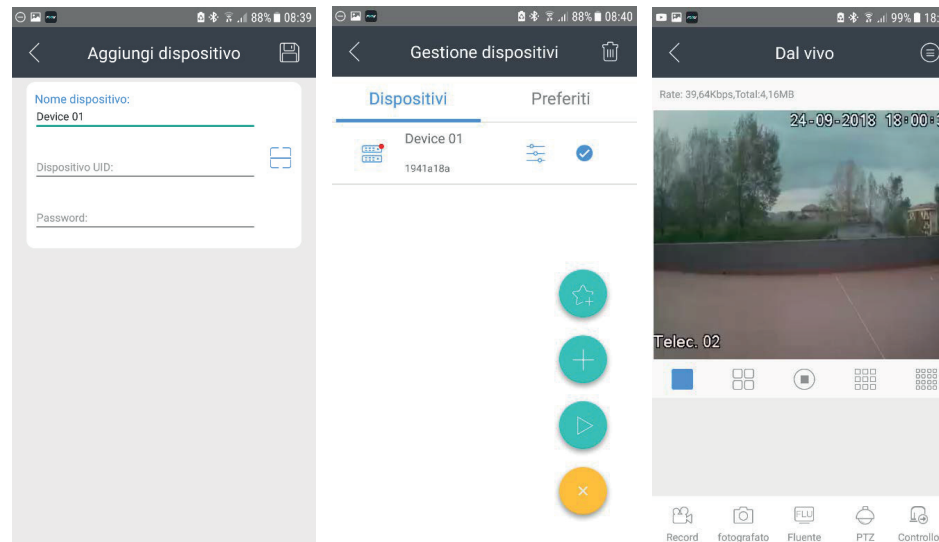 88% 08:39
Aggiungi dispositivo
Nome dispositivo:
Device 01
Dispositivo UID:
Password:
88% 08:40
Gestione dispositivi
Dispositivi Preferiti
Device 01
1941a18a
99% 18:
Dal vivo
Rate: 39,64Kbps,Total:4,16MB
24-09-2018 18:00:
Telec. 02
FLU
Record fotografato Fluente PTZ Controllo